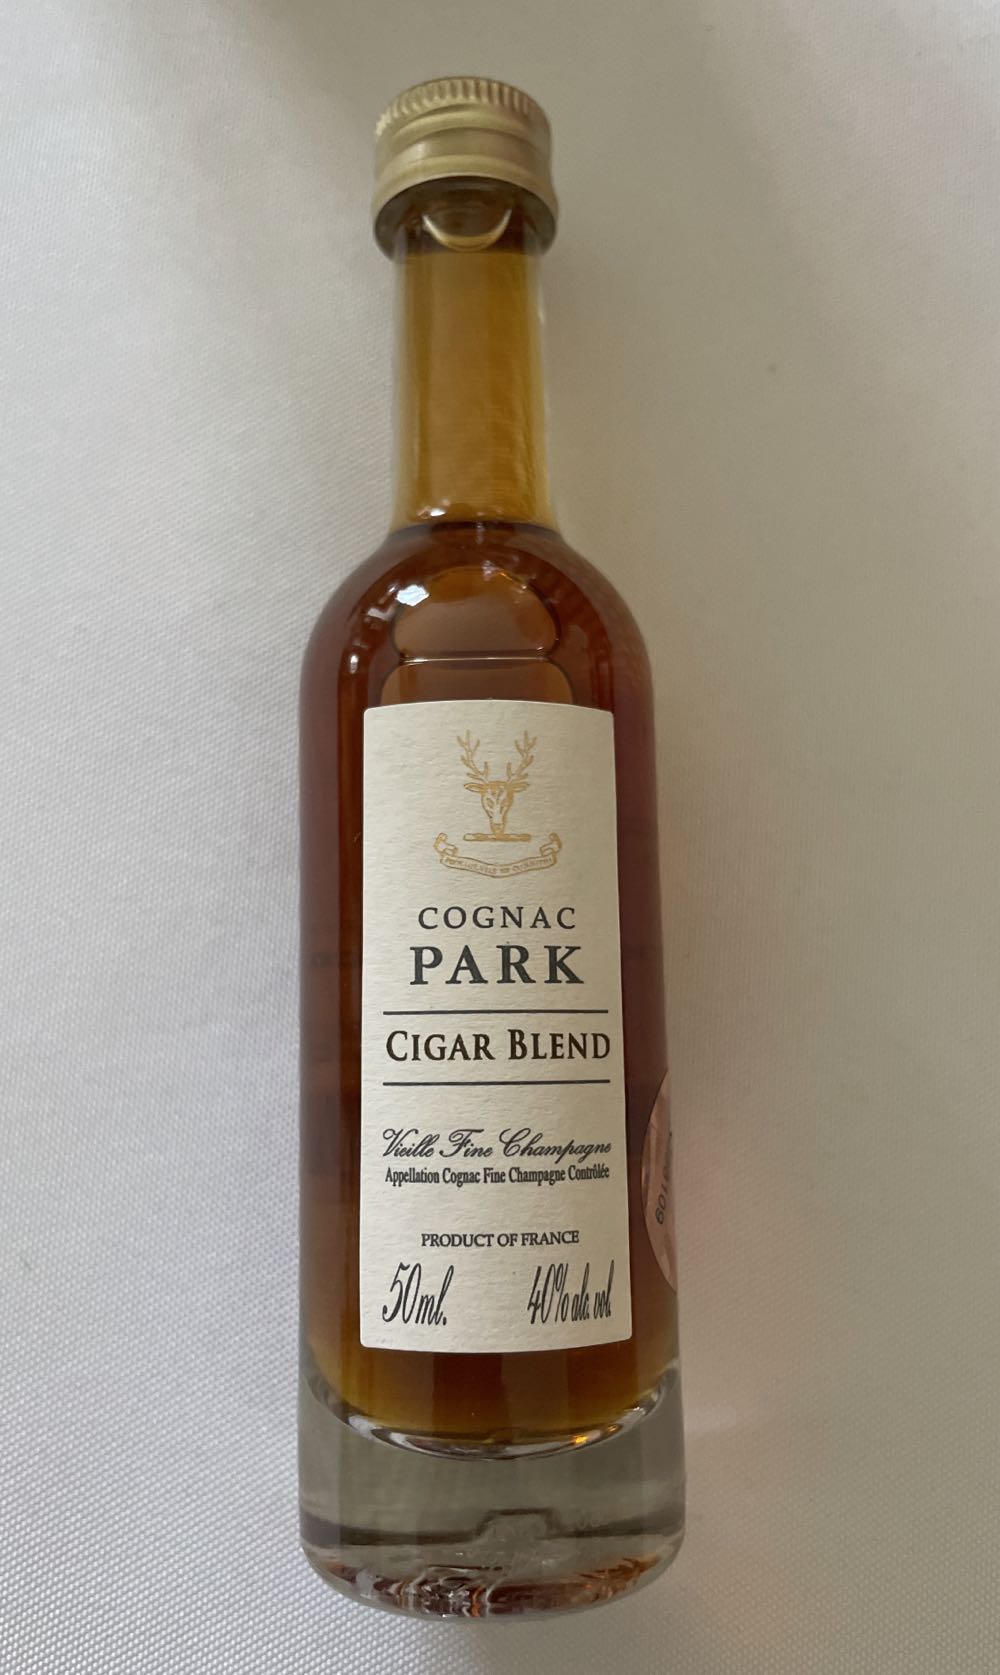 COGNAC
PARK
CIGAR BLEND
Vieille Fine Champagne
Appellation Cognac Fine Champagne Contrôlée
PRODUCT OF FRANCE
50ml. 40% alc. vol.